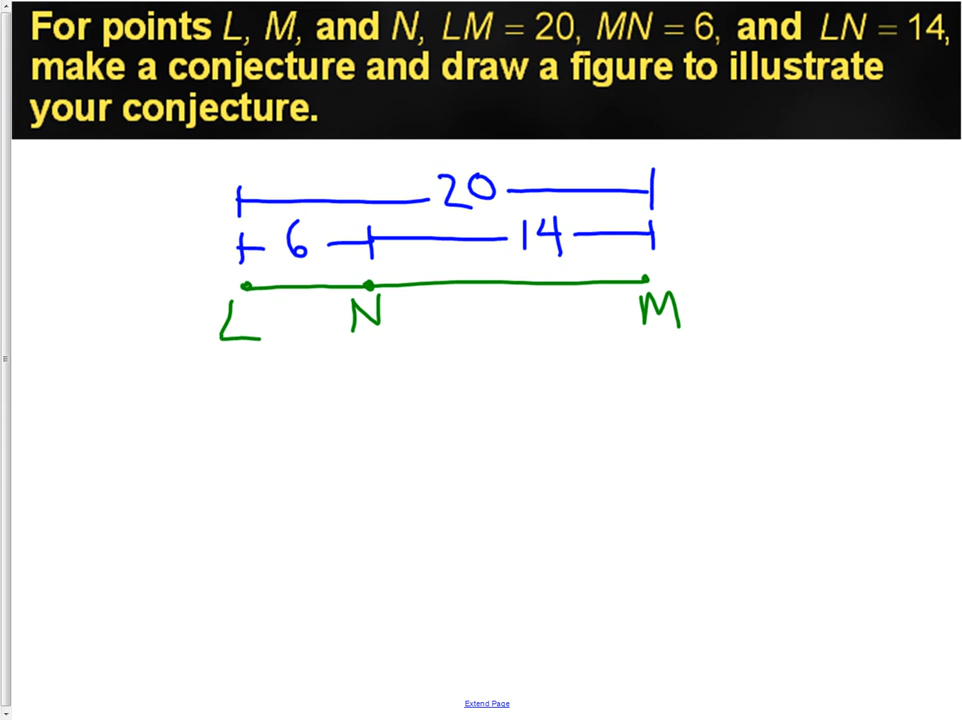 For points L, M, and N, LM = 20, MN = 6, and LN = 14,
make a conjecture and draw a figure to illustrate
your conjecture.
20
6 14
L N M
Extend Page